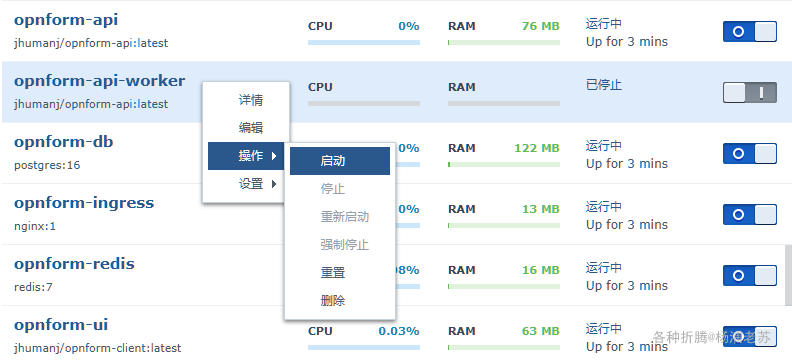 opnform-api
jhumanj/opnform-api:latest
CPU 0%
RAM 76 MB
运行中
Up for 3 mins
opnform-api-worker
jhumanj/opnform-api:latest
CPU
RAM
已停止
详情
编辑
操作
设置
启动
停止
重新启动
强制停止
重置
删除
opnform-db
postgres:16
0%
RAM 122 MB
运行中
Up for 3 mins
opnform-ingress
nginx:1
0%
RAM 13 MB
运行中
Up for 3 mins
opnform-redis
redis:7
08%
RAM 16 MB
运行中
Up for 3 mins
opnform-ui
jhumanj/opnform-client:latest
CPU 0.03%
RAM 63 MB
运行中
Up for 3 mins
各种折腾@杨浦老苏